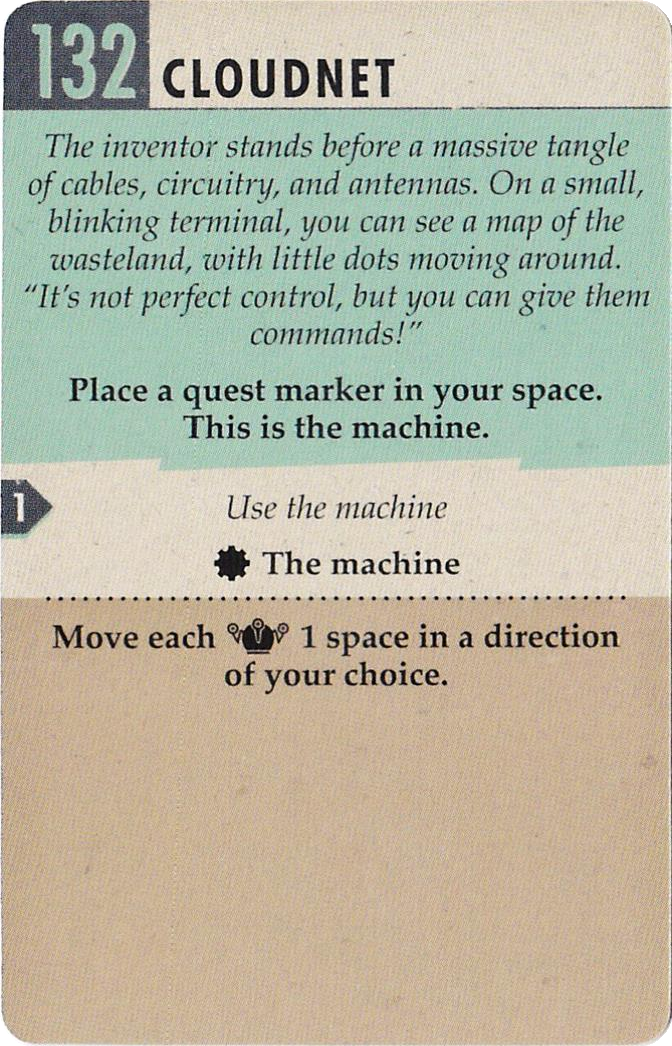 132 CLOUDNET
The inventor stands before a massive tangle
of cables, circuitry, and antennas. On a small,
blinking terminal, you can see a map of the
wasteland, with little dots moving around.
“It’s not perfect control, but you can give them
commands!”
Place a quest marker in your space.
This is the machine.
1
Use the machine
The machine
Move each 1 space in a direction
of your choice.